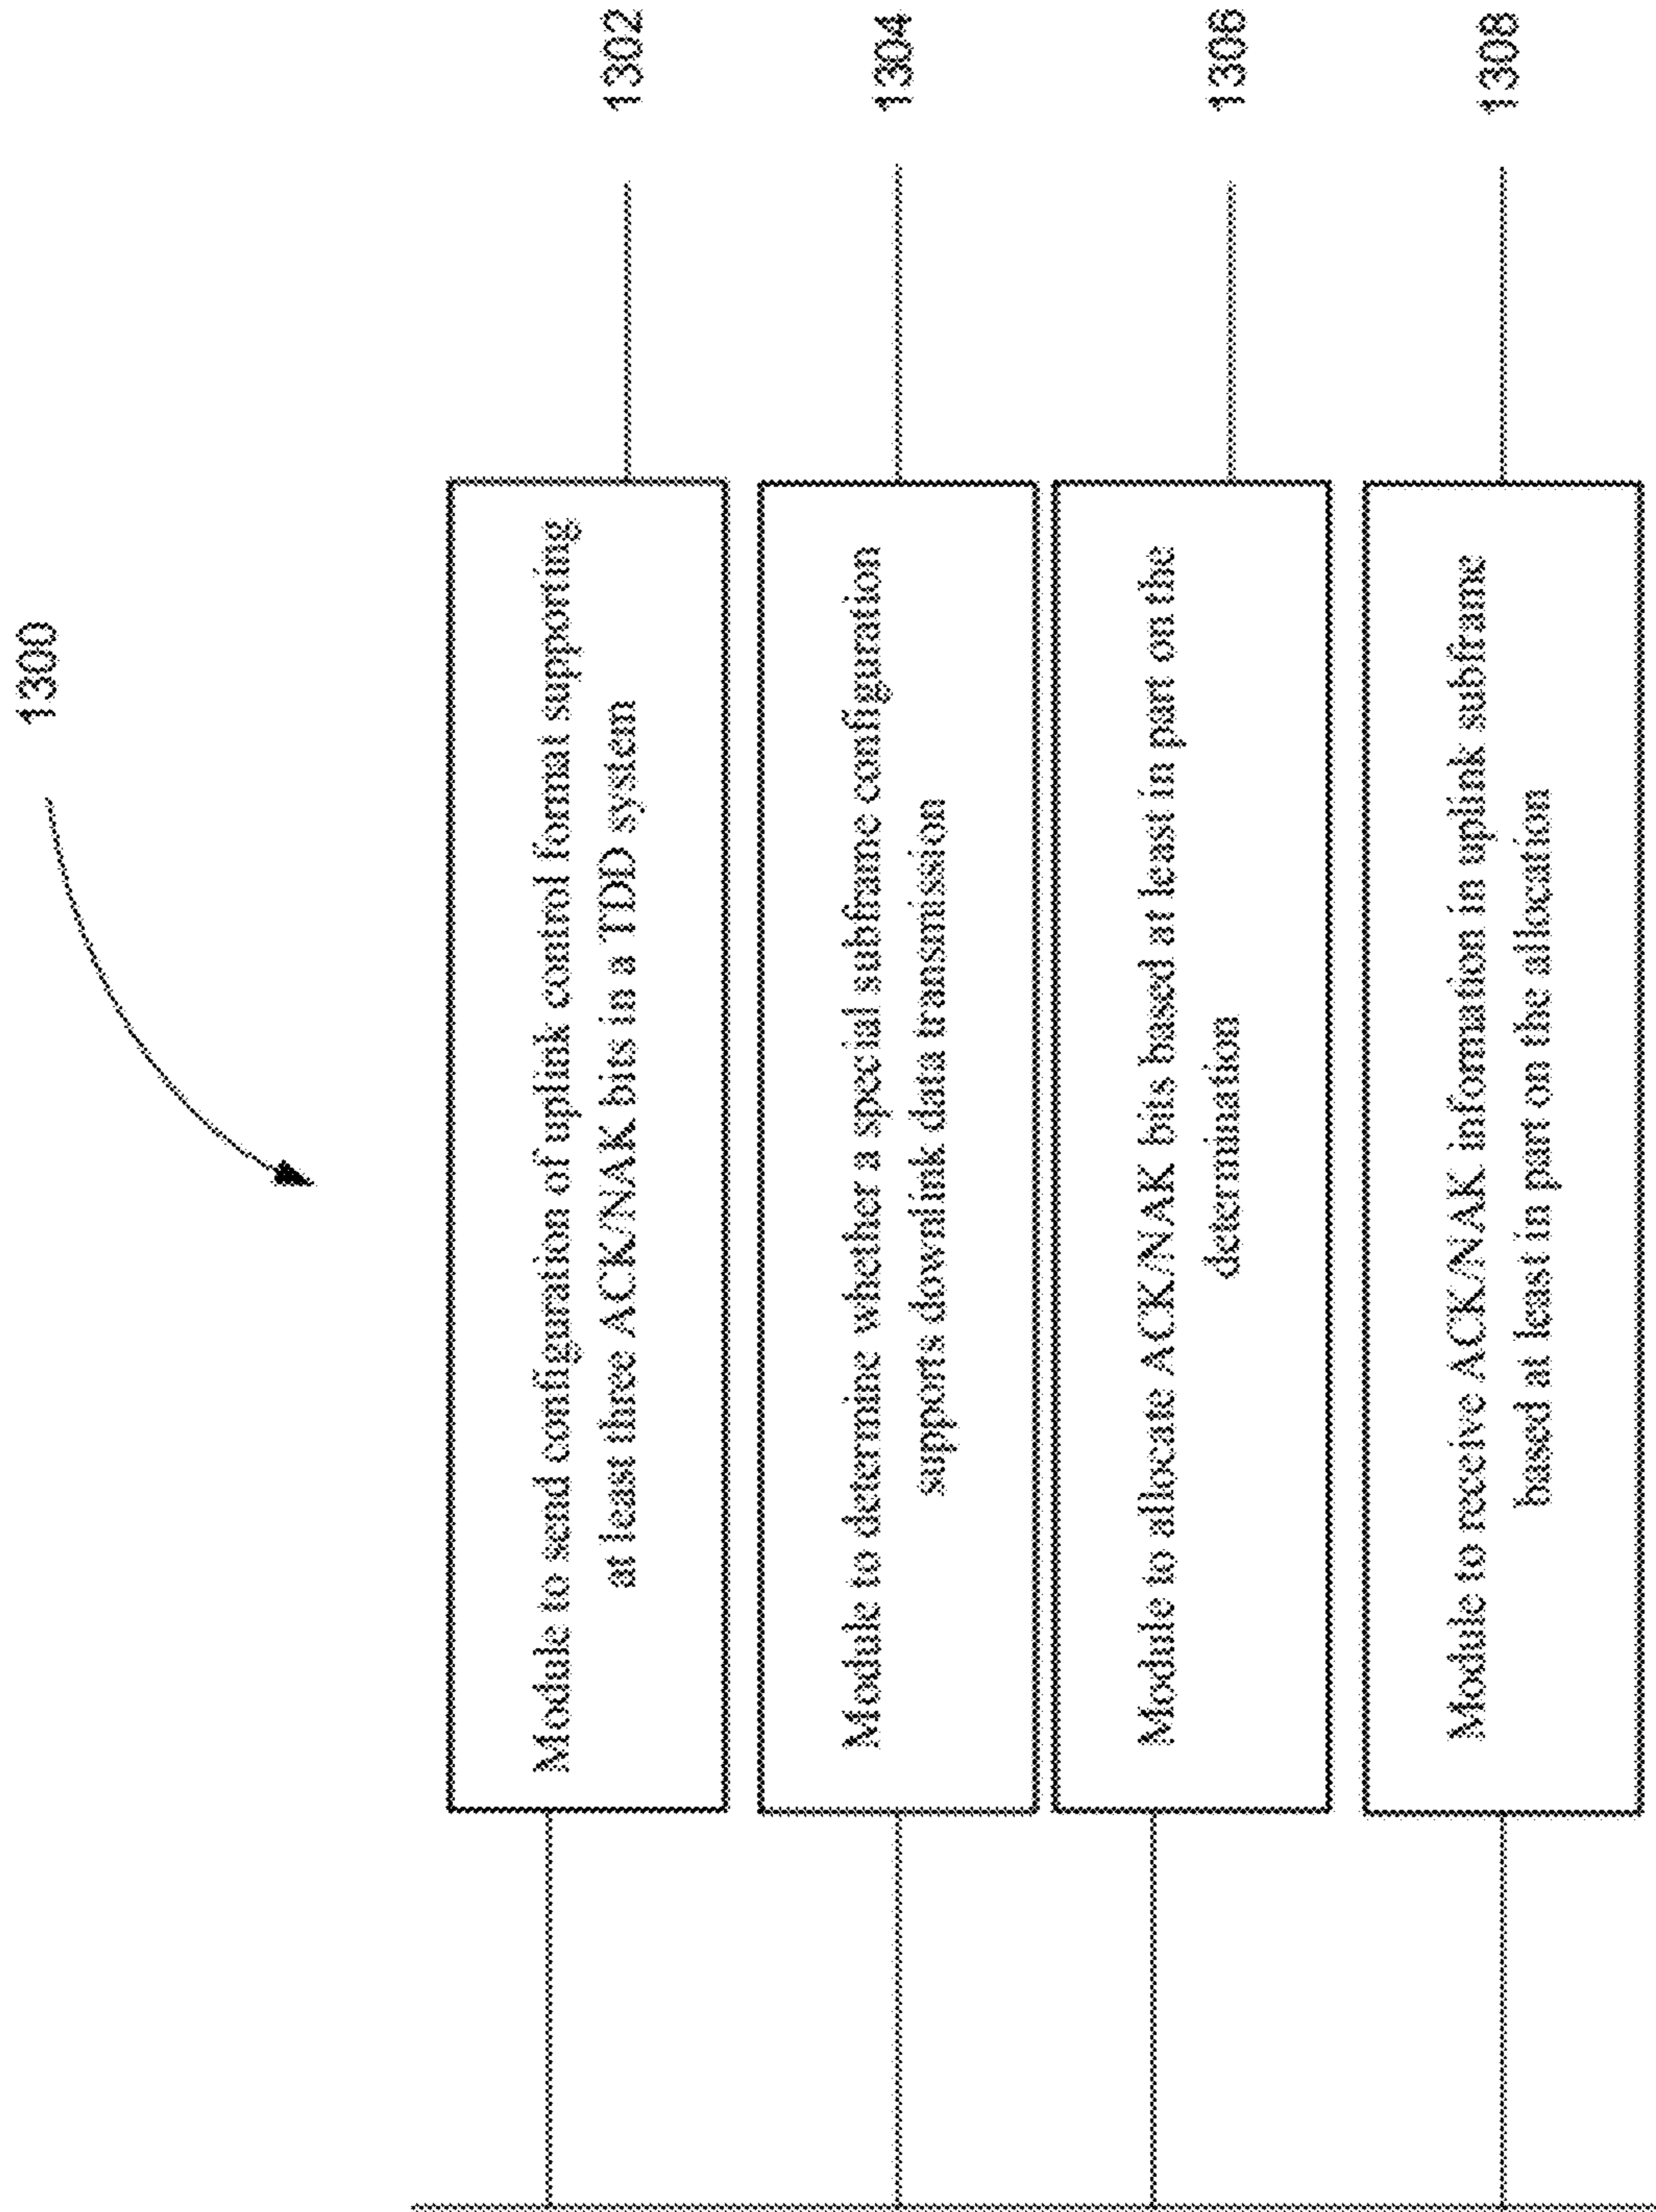 1300
Module to send configuration of uplink control format supporting
at least three ACK/NAK bits in a TDD system
1302
Module to determine whether a special subframe configuration
supports downlink data transmission
1304
Module to allocate ACK/NAK bits based at least in part on the
determination
1306
Module to receive ACK/NAK information in uplink subframe
based at least in part on the allocation
1308